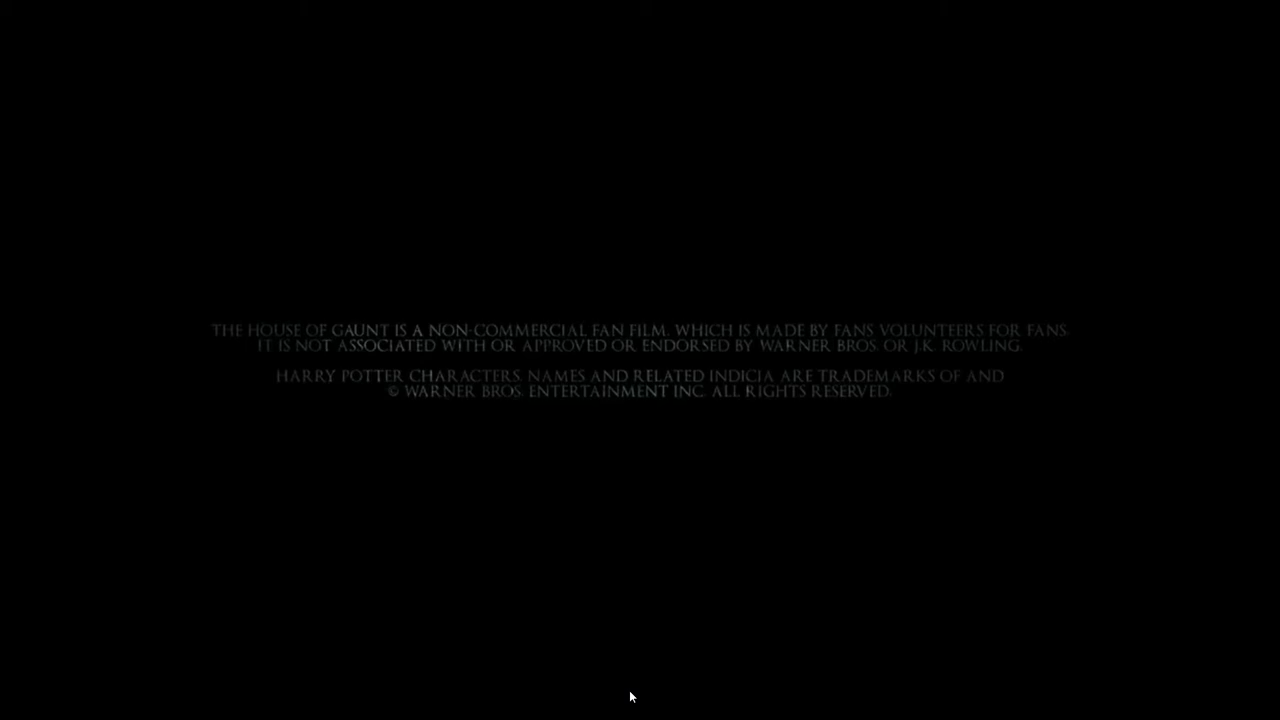 THE HOUSE OF GAUNT IS A NON-COMMERCIAL FAN FILM, WHICH IS MADE BY FANS VOLUNTEERS FOR FANS.
IT IS NOT ASSOCIATED WITH OR APPROVED OR ENDORSED BY WARNER BROS. OR J.K. ROWLING.
HARRY POTTER CHARACTERS, NAMES AND RELATED INDICIA ARE TRADEMARKS OF AND
© WARNER BROS. ENTERTAINMENT INC. ALL RIGHTS RESERVED.